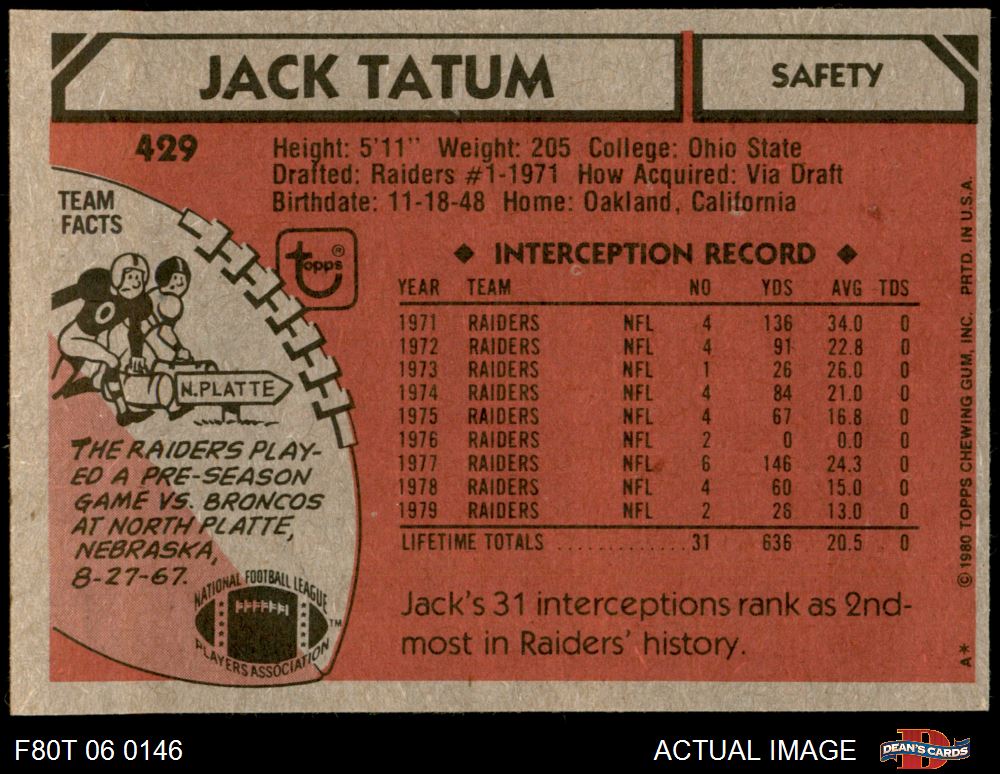 JACK TATUM
SAFETY
429
Height: 5'11" Weight: 205 College: Ohio State
Drafted: Raiders #1-1971 How Acquired: Via Draft
Birthdate: 11-18-48 Home: Oakland, California
TEAM
FACTS
topps®
N.PLATTE
THE RAIDERS PLAY-
ED A PRE-SEASON
GAME VS. BRONCOS
AT NORTH PLATTE,
NEBRASKA,
8-27-67.
NATIONAL FOOTBALL LEAGUE
PLAYERS ASSOCIATION
TM
◆ INTERCEPTION RECORD ◆
YEAR TEAM NO YDS AVG TDS
1971 RAIDERS NFL 4 136 34.0 0
1972 RAIDERS NFL 4 91 22.8 0
1973 RAIDERS NFL 1 26 26.0 0
1974 RAIDERS NFL 4 84 21.0 0
1975 RAIDERS NFL 4 67 16.8 0
1976 RAIDERS NFL 2 0 0.0 0
1977 RAIDERS NFL 6 146 24.3 0
1978 RAIDERS NFL 4 60 15.0 0
1979 RAIDERS NFL 2 26 13.0 0
LIFETIME TOTALS ............. 31 636 20.5 0
Jack's 31 interceptions rank as 2nd-
most in Raiders' history.
© 1980 TOPPS CHEWING GUM, INC. PRTD. IN U.S.A.
A*
F80T 06 0146
ACTUAL IMAGE
DEAN'S CARDS